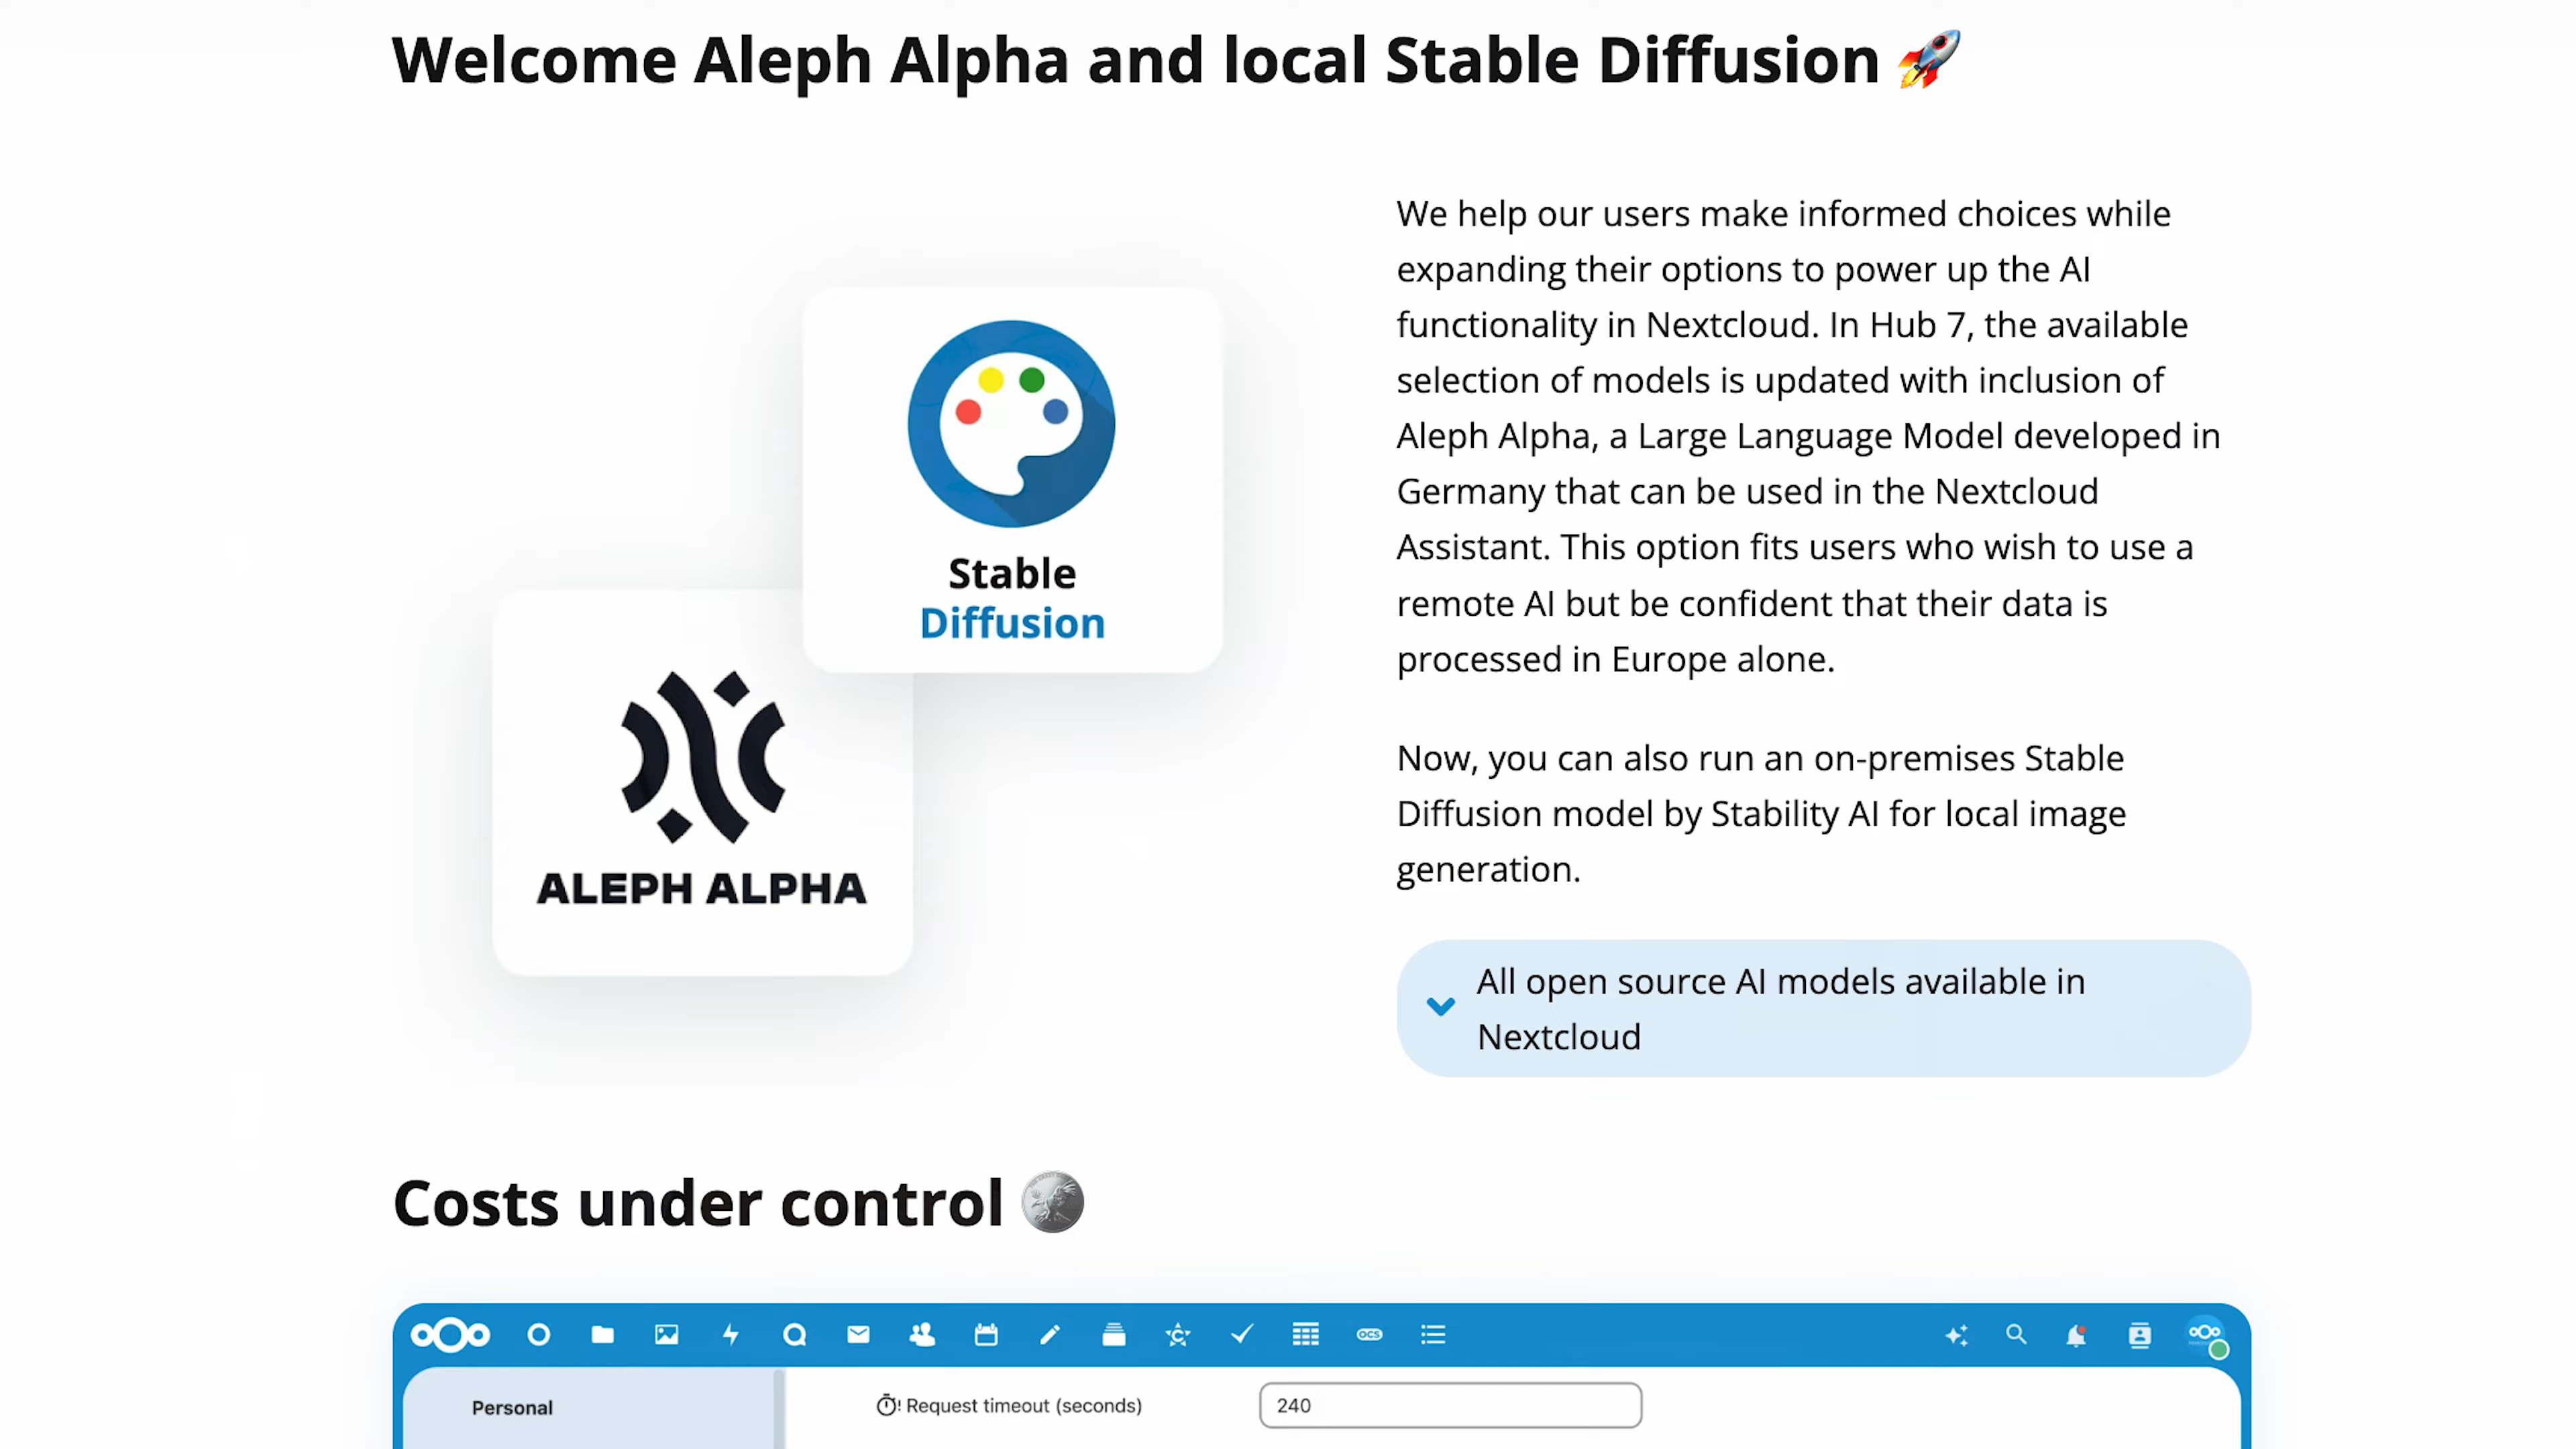 Welcome Aleph Alpha and local Stable Diffusion 🚀
Stable
Diffusion
ALEPH ALPHA
We help our users make informed choices while
expanding their options to power up the AI
functionality in Nextcloud. In Hub 7, the available
selection of models is updated with inclusion of
Aleph Alpha, a Large Language Model developed in
Germany that can be used in the Nextcloud
Assistant. This option fits users who wish to use a
remote AI but be confident that their data is
processed in Europe alone.
Now, you can also run an on-premises Stable
Diffusion model by Stability AI for local image
generation.
All open source AI models available in
Nextcloud
Costs under control
OCS
Personal
Request timeout (seconds)
240